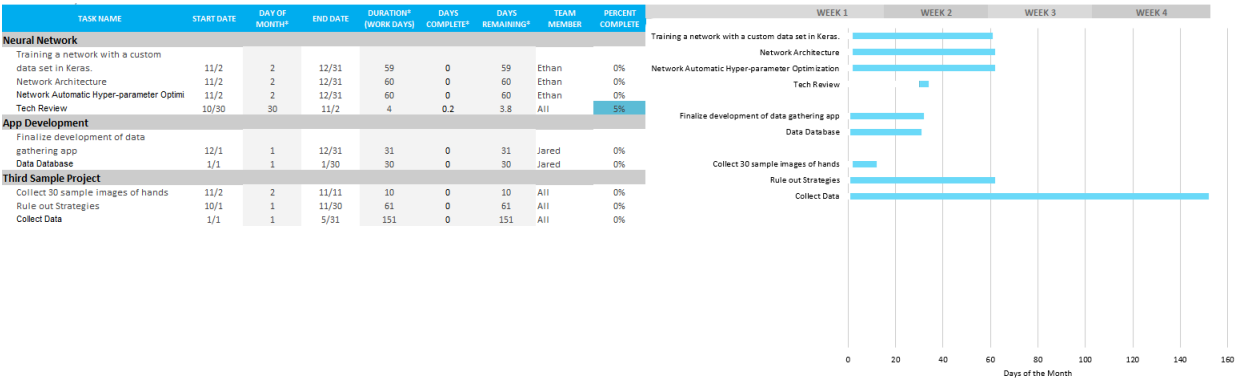 TASK NAME START DATE DAY OF MONTH* END DATE DURATION* (WORK DAYS) DAYS COMPLETE* DAYS REMAINING* TEAM MEMBER PERCENT COMPLETE
Neural Network
Training a network with a custom
data set in Keras. 11/2 2 12/31 59 0 59 Ethan 0%
Network Architecture 11/2 2 12/31 60 0 60 Ethan 0%
Network Automatic Hyper-parameter Optimi 11/2 2 12/31 60 0 60 Ethan 0%
Tech Review 10/30 30 11/2 4 0.2 3.8 All 5%
App Development
Finalize development of data
gathering app 12/1 1 12/31 31 0 31 Jared 0%
Data Database 1/1 1 1/30 30 0 30 Jared 0%
Third Sample Project
Collect 30 sample images of hands 11/2 2 11/11 10 0 10 All 0%
Rule out Strategies 10/1 1 11/30 61 0 61 All 0%
Collect Data 1/1 1 5/31 151 0 151 All 0%
WEEK 1 WEEK 2 WEEK 3 WEEK 4
Training a network with a custom data set in Keras.
Network Architecture
Network Automatic Hyper-parameter Optimization
Tech Review
Finalize development of data gathering app
Data Database
Collect 30 sample images of hands
Rule out Strategies
Collect Data
0 20 40 60 80 100 120 140 160
Days of the Month